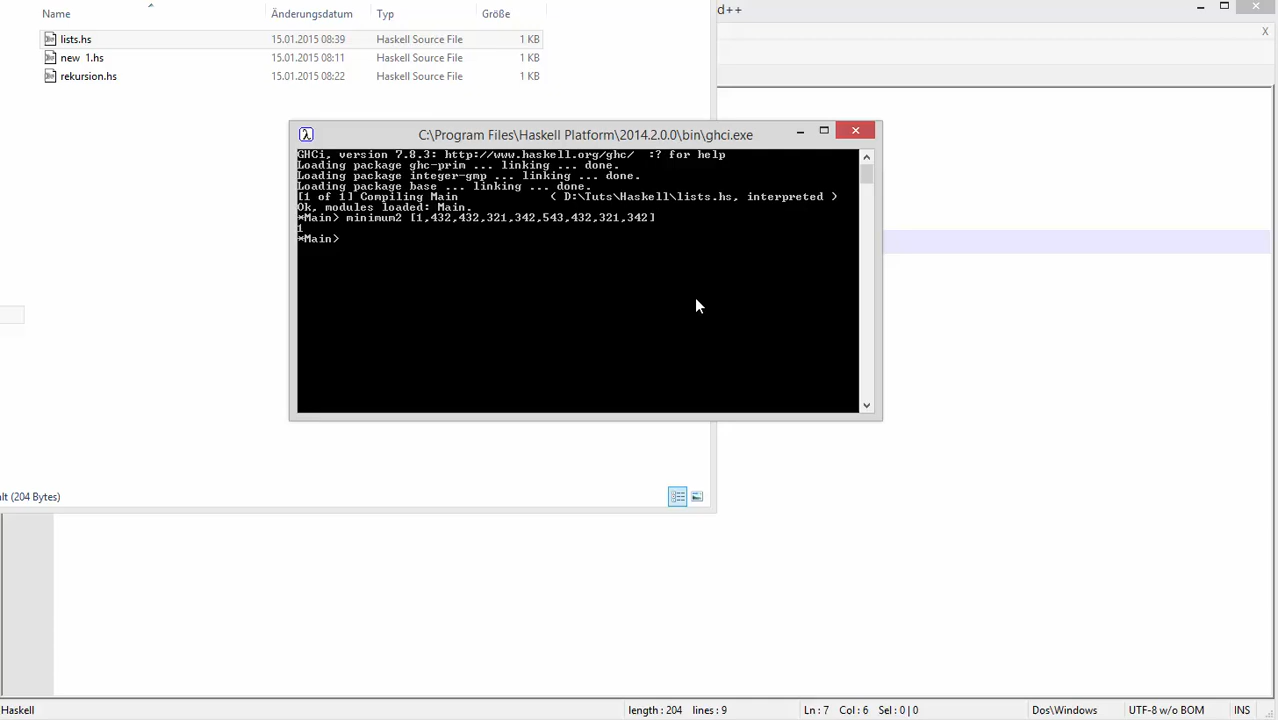 d++
Name Änderungsdatum Typ Größe
X
lists.hs 15.01.2015 08:39 Haskell Source File 1 KB
new 1.hs 15.01.2015 08:11 Haskell Source File 1 KB
rekursion.hs 15.01.2015 08:22 Haskell Source File 1 KB
C:\Program Files\Haskell Platform\2014.2.0.0\bin\ghci.exe
GHCi, version 7.8.3: http://www.haskell.org/ghc/  :? for help
Loading package ghc-prim ... linking ... done.
Loading package integer-gmp ... linking ... done.
Loading package base ... linking ... done.
[1 of 1] Compiling Main             ( D:\Tuts\Haskell\lists.hs, interpreted )
Ok, modules loaded: Main.
*Main> minimum2 [1,432,432,321,342,543,432,321,342]
1
*Main>
lt (204 Bytes)
Haskell length : 204 lines : 9 Ln : 7 Col : 6 Sel : 0 | 0 Dos\Windows UTF-8 w/o BOM INS